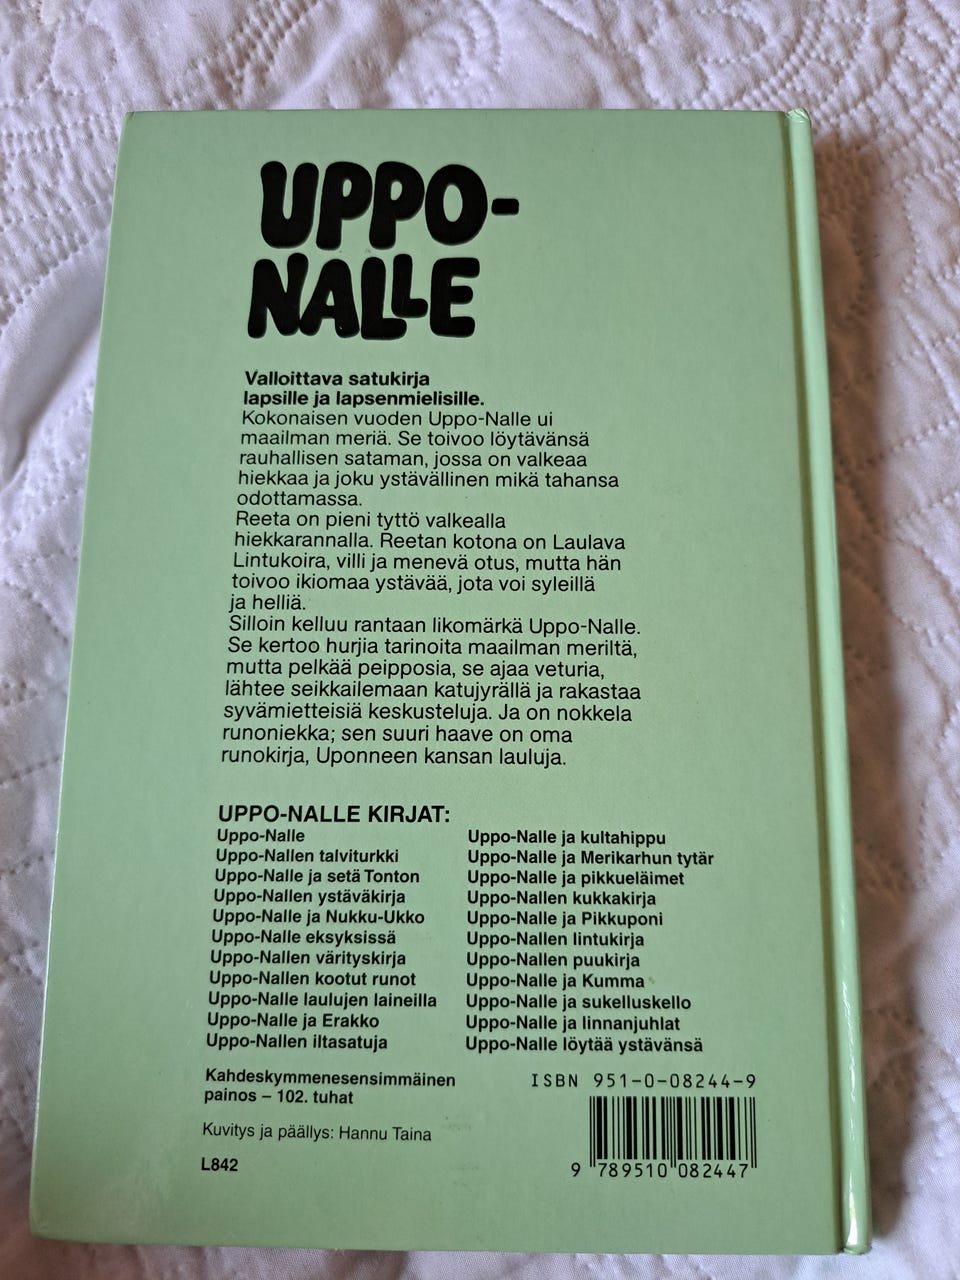 UPPO-
NALLE
Valloittava satukirja
lapsille ja lapsenmielisille.
Kokonaisen vuoden Uppo-Nalle ui
maailman meriä. Se toivoo löytävänsä
rauhallisen sataman, jossa on valkeaa
hiekkaa ja joku ystävällinen mikä tahansa
odottamassa.
Reeta on pieni tyttö valkealla
hiekkarannalla. Reetan kotona on Laulava
Lintukoira, villi ja menevä otus, mutta hän
toivoo ikiomaa ystävää, jota voi syleillä
ja helliä.
Silloin kelluu rantaan likomärkä Uppo-Nalle.
Se kertoo hurjia tarinoita maailman meriltä,
mutta pelkää peipposia, se ajaa veturia,
lähtee seikkailemaan katujyrällä ja rakastaa
syvämietteisiä keskusteluja. Ja on nokkela
runoniekka; sen suuri haave on oma
runokirja, Uponneen kansan lauluja.
UPPO-NALLE KIRJAT:
Uppo-Nalle
Uppo-Nallen talviturkki
Uppo-Nalle ja setä Tonton
Uppo-Nallen ystäväkirja
Uppo-Nalle ja Nukku-Ukko
Uppo-Nalle eksyksissä
Uppo-Nallen värityskirja
Uppo-Nallen kootut runot
Uppo-Nalle laulujen laineilla
Uppo-Nalle ja Erakko
Uppo-Nallen iltasatuja
Uppo-Nalle ja kultahippu
Uppo-Nalle ja Merikarhun tytär
Uppo-Nalle ja pikkueläimet
Uppo-Nallen kukkakirja
Uppo-Nalle ja Pikkuponi
Uppo-Nallen lintukirja
Uppo-Nallen puukirja
Uppo-Nalle ja Kumma
Uppo-Nalle ja sukelluskello
Uppo-Nalle ja linnanjuhlat
Uppo-Nalle löytää ystävänsä
Kahdeskymmenesensimmäinen
painos – 102. tuhat
Kuvitys ja päällys: Hannu Taina
L842
ISBN 951-0-08244-9
9 789510 082447